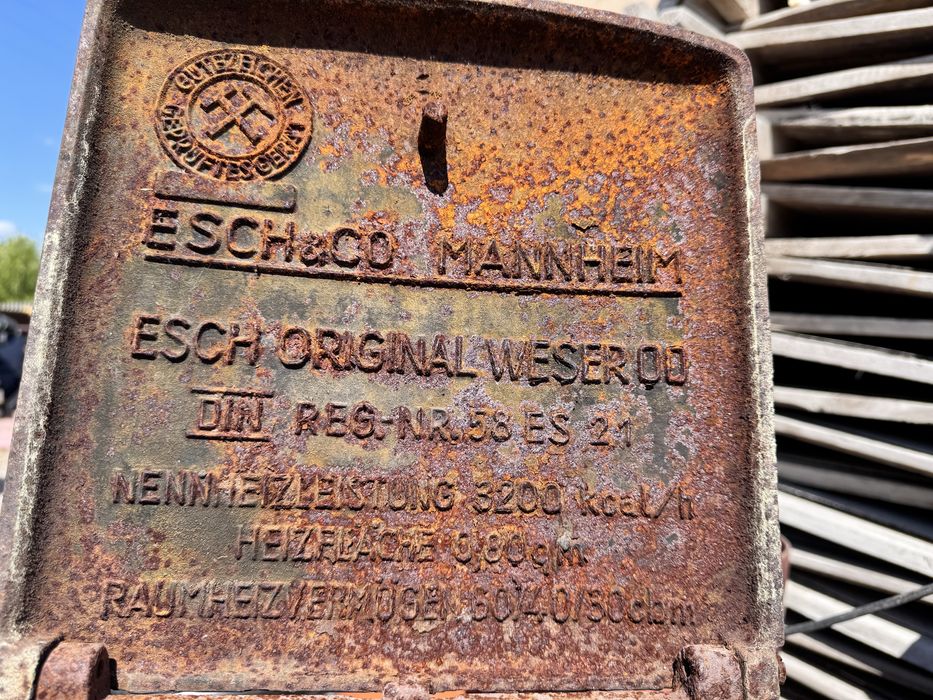 GÜTEZEICHEN
GEPRÜFTES GERÄT
ESCH & CO. MANNHEIM
ESCH ORIGINAL WESER 00
DIN REG.-NR. 58 ES 21
NENNHEIZLEISTUNG 3200 kcal/h
HEIZFLÄCHE 0,80 qm
RAUMHEIZVERMÖGEN 60/40/30 cbm